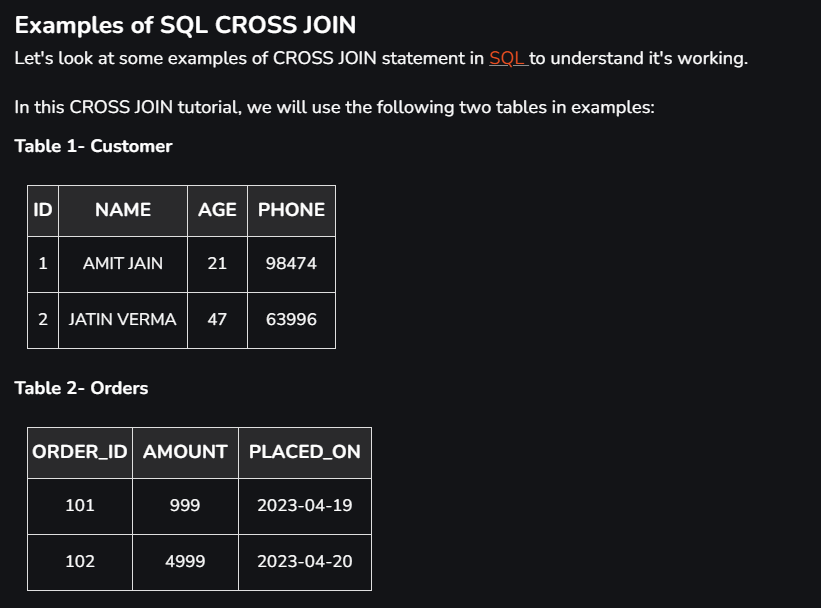 Examples of SQL CROSS JOIN
Let's look at some examples of CROSS JOIN statement in SQL to understand it's working.
In this CROSS JOIN tutorial, we will use the following two tables in examples:
Table 1- Customer
ID NAME AGE PHONE
1 AMIT JAIN 21 98474
2 JATIN VERMA 47 63996
Table 2- Orders
ORDER_ID AMOUNT PLACED_ON
101 999 2023-04-19
102 4999 2023-04-20